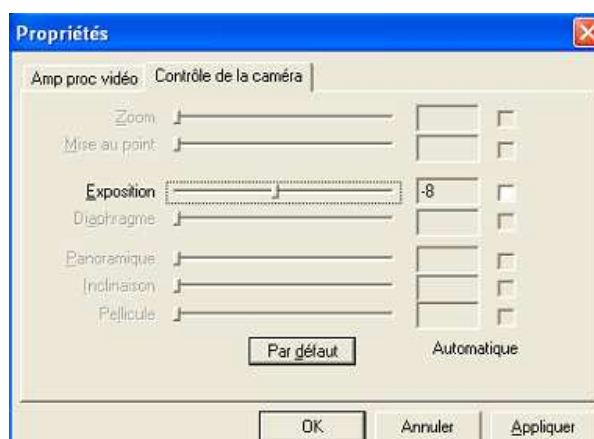 Propriétés
Amp proc vidéo Contrôle de la caméra
Zoom
Mise au point
Exposition -8
Diaphragme
Panoramique
Inclinaison
Pellicule
Par défaut Automatique
OK Annuler Appliquer